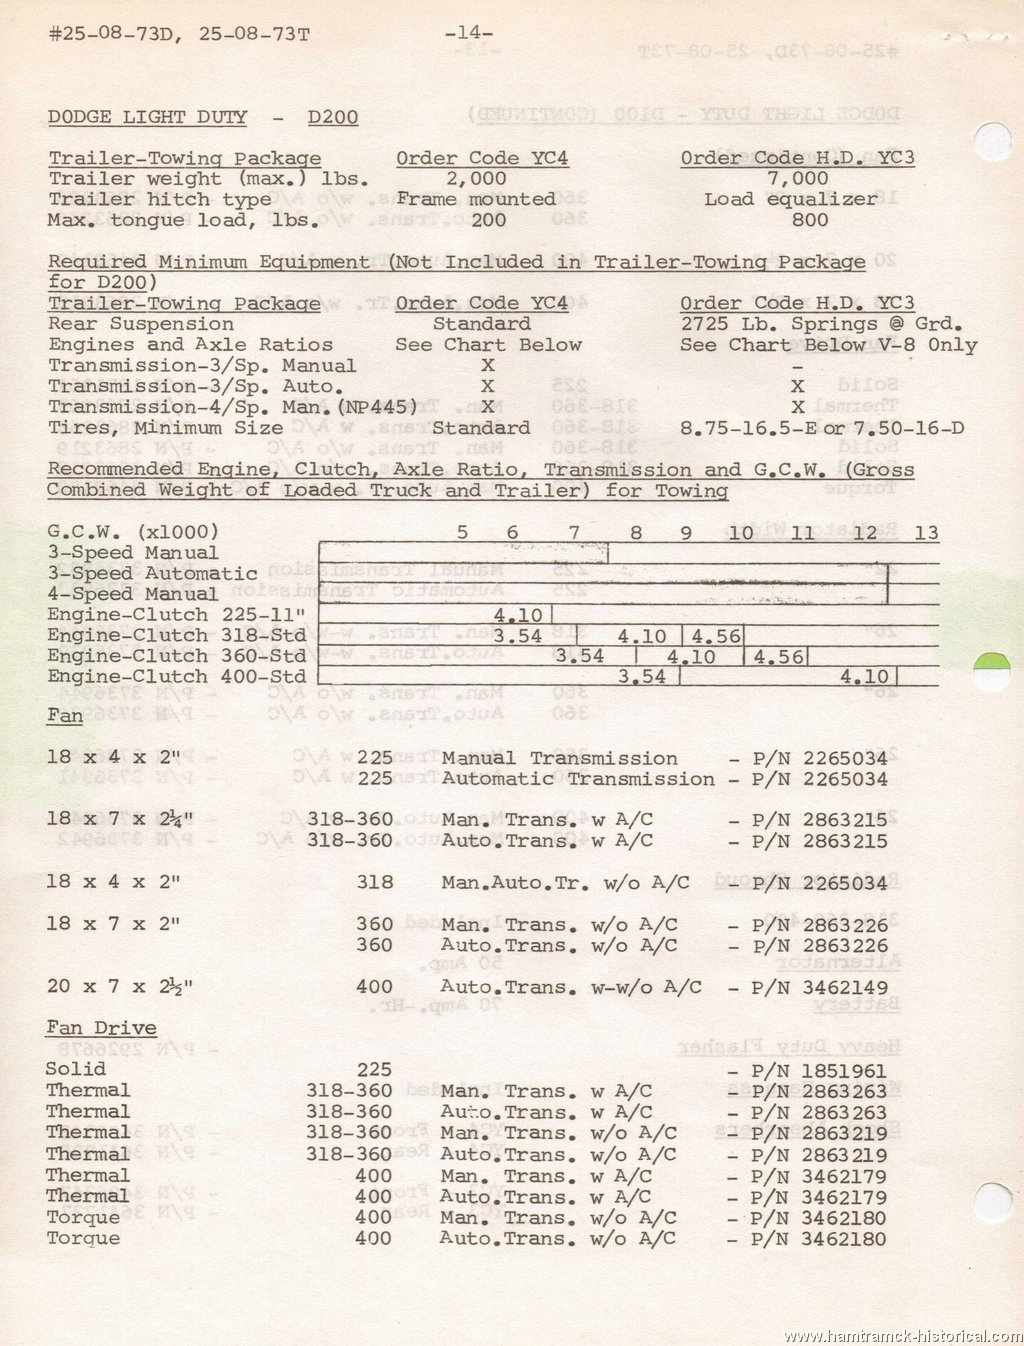 #25-08-73D, 25-08-73T -14-
DODGE LIGHT DUTY - D200
Trailer-Towing Package Order Code YC4 Order Code H.D. YC3
Trailer weight (max.) lbs. 2,000 7,000
Trailer hitch type Frame mounted Load equalizer
Max. tongue load, lbs. 200 800
Required Minimum Equipment (Not Included in Trailer-Towing Package
for D200)
Trailer-Towing Package Order Code YC4 Order Code H.D. YC3
Rear Suspension Standard 2725 Lb. Springs @ Grd.
Engines and Axle Ratios See Chart Below See Chart Below V-8 Only
Transmission-3/Sp. Manual X -
Transmission-3/Sp. Auto. X X
Transmission-4/Sp. Man.(NP445) X X
Tires, Minimum Size Standard 8.75-16.5-E or 7.50-16-D
Recommended Engine, Clutch, Axle Ratio, Transmission and G.C.W. (Gross
Combined Weight of Loaded Truck and Trailer) for Towing
G.C.W. (x1000) 5 6 7 8 9 10 11 12 13
3-Speed Manual
3-Speed Automatic
4-Speed Manual
Engine-Clutch 225-11" 4.10
Engine-Clutch 318-Std 3.54 4.10 4.56
Engine-Clutch 360-Std 3.54 4.10 4.56
Engine-Clutch 400-Std 3.54 4.10
Fan
18 x 4 x 2" 225 Manual Transmission - P/N 2265034
225 Automatic Transmission - P/N 2265034
18 x 7 x 2¼" 318-360 Man. Trans. w A/C - P/N 2863215
318-360 Auto.Trans. w A/C - P/N 2863215
18 x 4 x 2" 318 Man.Auto.Tr. w/o A/C - P/N 2265034
18 x 7 x 2" 360 Man. Trans. w/o A/C - P/N 2863226
360 Auto.Trans. w/o A/C - P/N 2863226
20 x 7 x 2½" 400 Auto.Trans. w-w/o A/C - P/N 3462149
Fan Drive
Solid 225 - P/N 1851961
Thermal 318-360 Man. Trans. w A/C - P/N 2863263
Thermal 318-360 Auto.Trans. w A/C - P/N 2863263
Thermal 318-360 Man. Trans. w/o A/C - P/N 2863219
Thermal 318-360 Auto.Trans. w/o A/C - P/N 2863219
Thermal 400 Man. Trans. w A/C - P/N 3462179
Thermal 400 Auto.Trans. w A/C - P/N 3462179
Torque 400 Man. Trans. w/o A/C - P/N 3462180
Torque 400 Auto.Trans. w/o A/C - P/N 3462180
www.hamtramck-historical.com